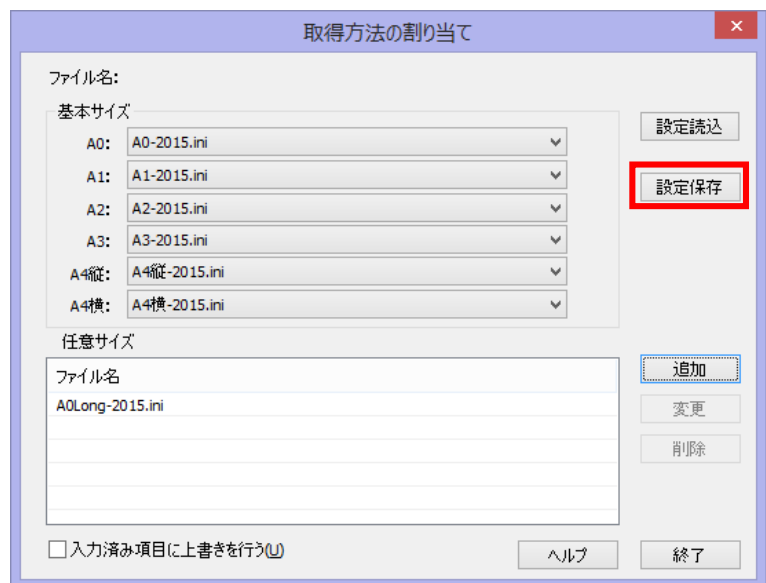 取得方法の割り当て
×
ファイル名:
基本サイズ
A0: A0-2015.ini
A1: A1-2015.ini
A2: A2-2015.ini
A3: A3-2015.ini
A4縦: A4縦-2015.ini
A4横: A4横-2015.ini
設定読込
設定保存
任意サイズ
ファイル名
A0Long-2015.ini
追加
変更
削除
入力済み項目に上書きを行う(U)
ヘルプ
終了